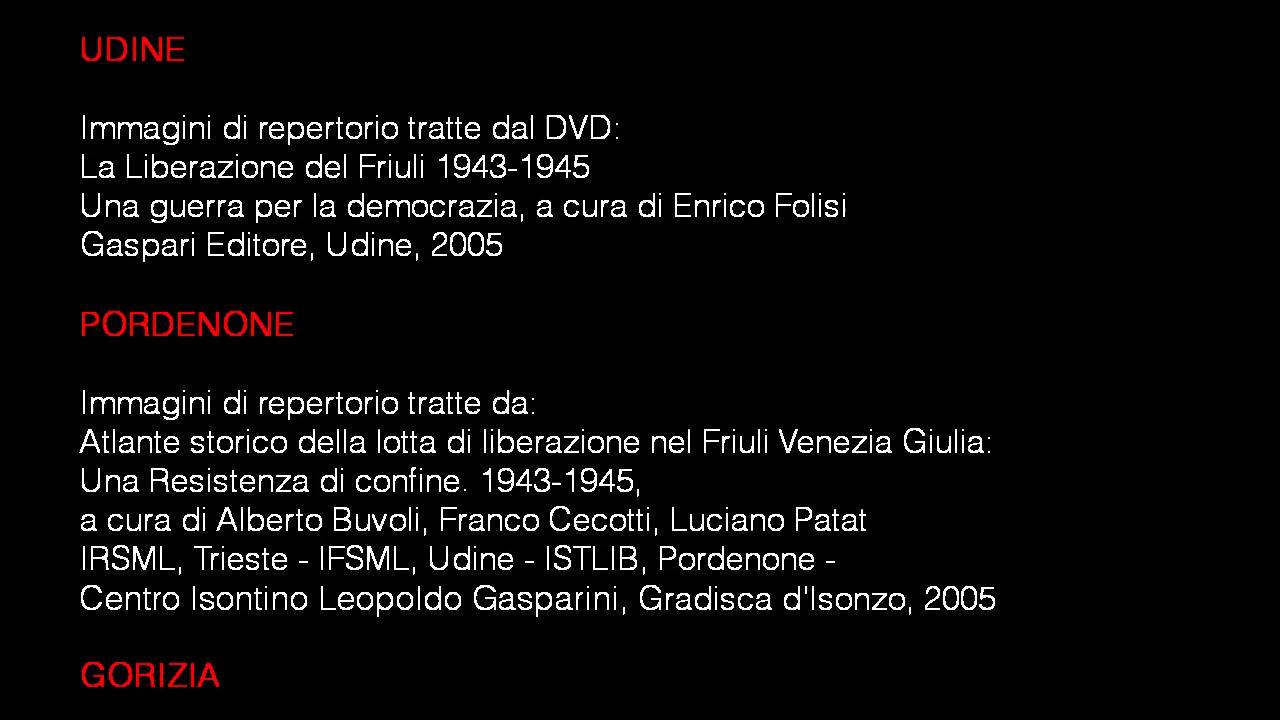 UDINE
Immagini di repertorio tratte dal DVD:
La Liberazione del Friuli 1943-1945
Una guerra per la democrazia, a cura di Enrico Folisi
Gaspari Editore, Udine, 2005
PORDENONE
Immagini di repertorio tratte da:
Atlante storico della lotta di liberazione nel Friuli Venezia Giulia:
Una Resistenza di confine. 1943-1945,
a cura di Alberto Buvoli, Franco Cecotti, Luciano Patat
IRSML, Trieste - IFSML, Udine - ISTLIB, Pordenone -
Centro Isontino Leopoldo Gasparini, Gradisca d'Isonzo, 2005
GORIZIA